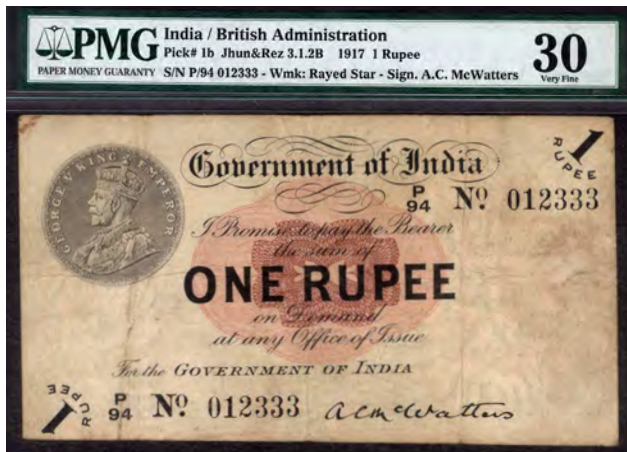 PMG
PAPER MONEY GUARANTY
India / British Administration
Pick# 1b Jhun&Rez 3.1.2B 1917 1 Rupee
S/N P/94 012333 - Wmk: Rayed Star - Sign. A.C. McWatters
30
Very Fine
GEORGE V KING & EMPEROR
Government of India
1
RUPEE
P
94 Nº 012333
I Promise to pay the Bearer
the sum of
ONE RUPEE
on Demand
at any Office of Issue
For the GOVERNMENT OF INDIA
1
RUPEE
P
94 Nº 012333
A C McWatters